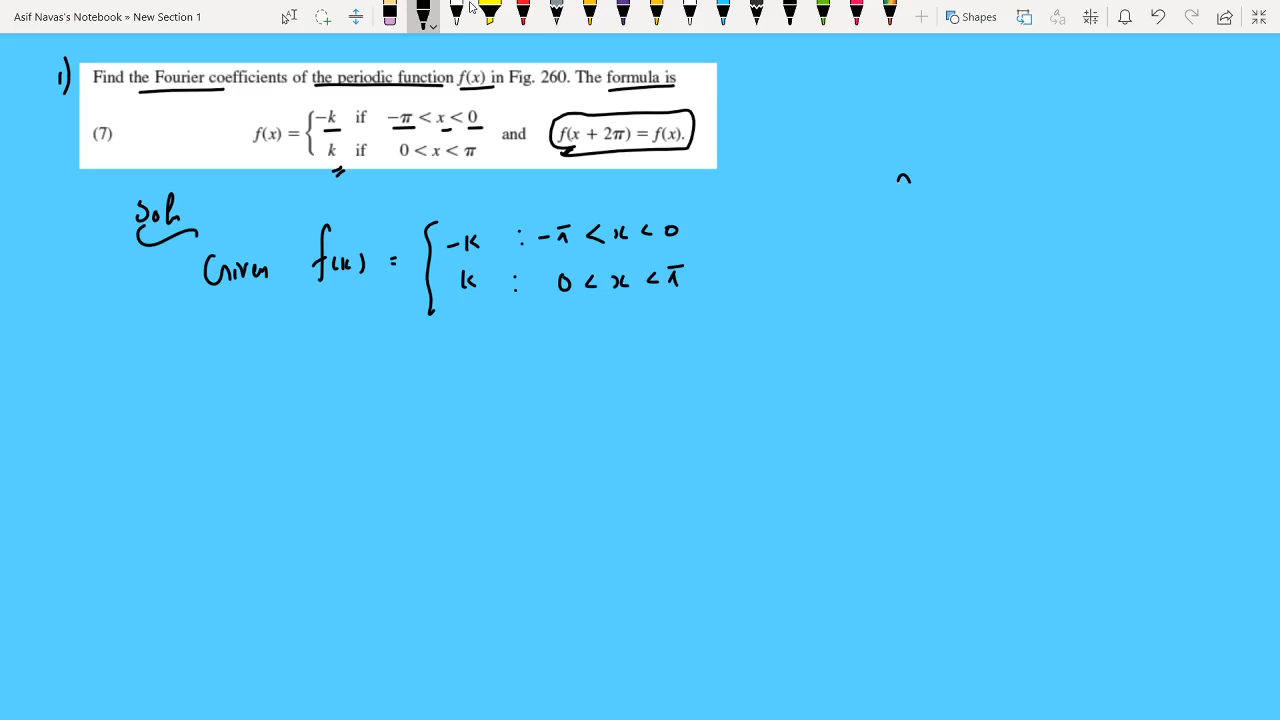 Asif Navas's Notebook » New Section 1
Shapes
1) Find the Fourier coefficients of the periodic function f(x) in Fig. 260. The formula is
(7) f(x) = { -k if -π < x < 0
k if 0 < x < π
and f(x + 2π) = f(x).
Soln
Given f(x) = { -k : -π < x < 0
k : 0 < x < π